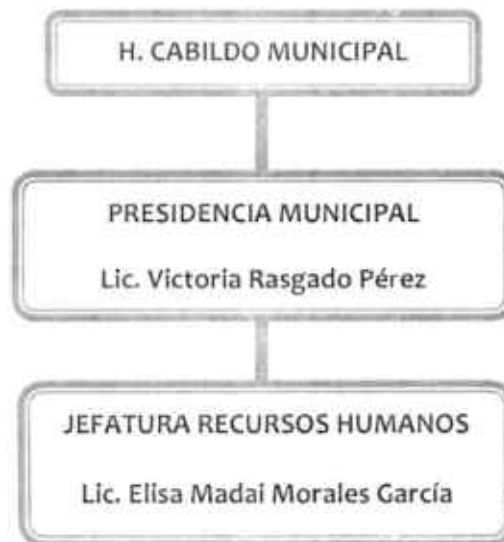 H. CABILDO MUNICIPAL
PRESIDENCIA MUNICIPAL
Lic. Victoria Rasgado Pérez
JEFATURA RECURSOS HUMANOS
Lic. Elisa Madai Morales García